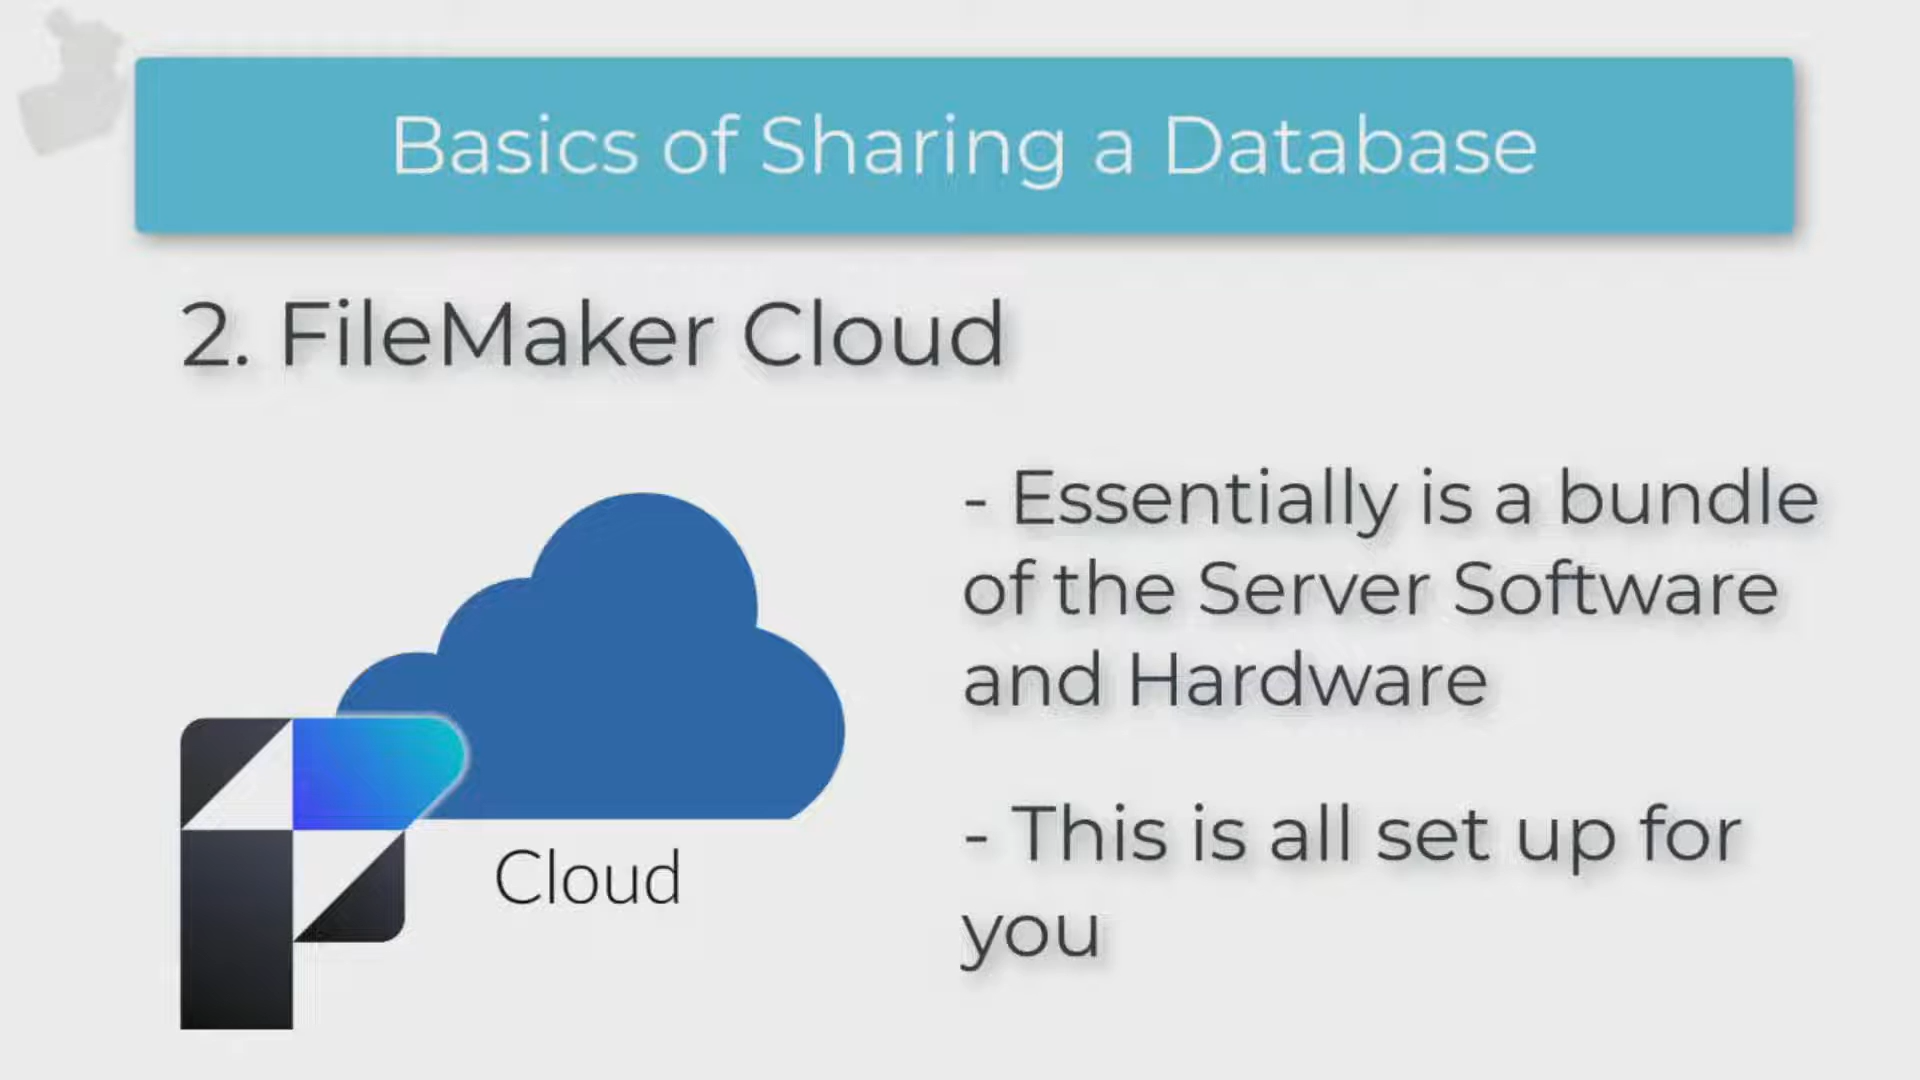 Basics of Sharing a Database
2. FileMaker Cloud
- Essentially is a bundle
of the Server Software
and Hardware
- This is all set up for
you
Cloud